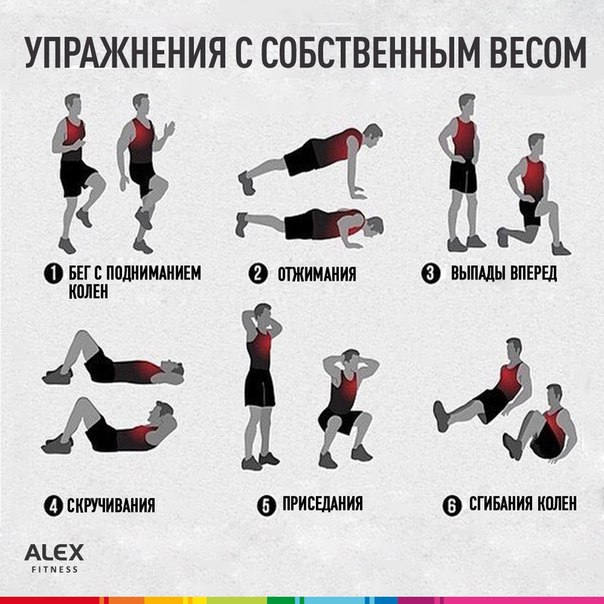 УПРАЖНЕНИЯ С СОБСТВЕННЫМ ВЕСОМ
1 БЕГ С ПОДНИМАНИЕМ
КОЛЕН
2 ОТЖИМАНИЯ
3 ВЫПАДЫ ВПЕРЕД
4 СКРУЧИВАНИЯ
5 ПРИСЕДАНИЯ
6 СГИБАНИЯ КОЛЕН
ALEX
FITNESS